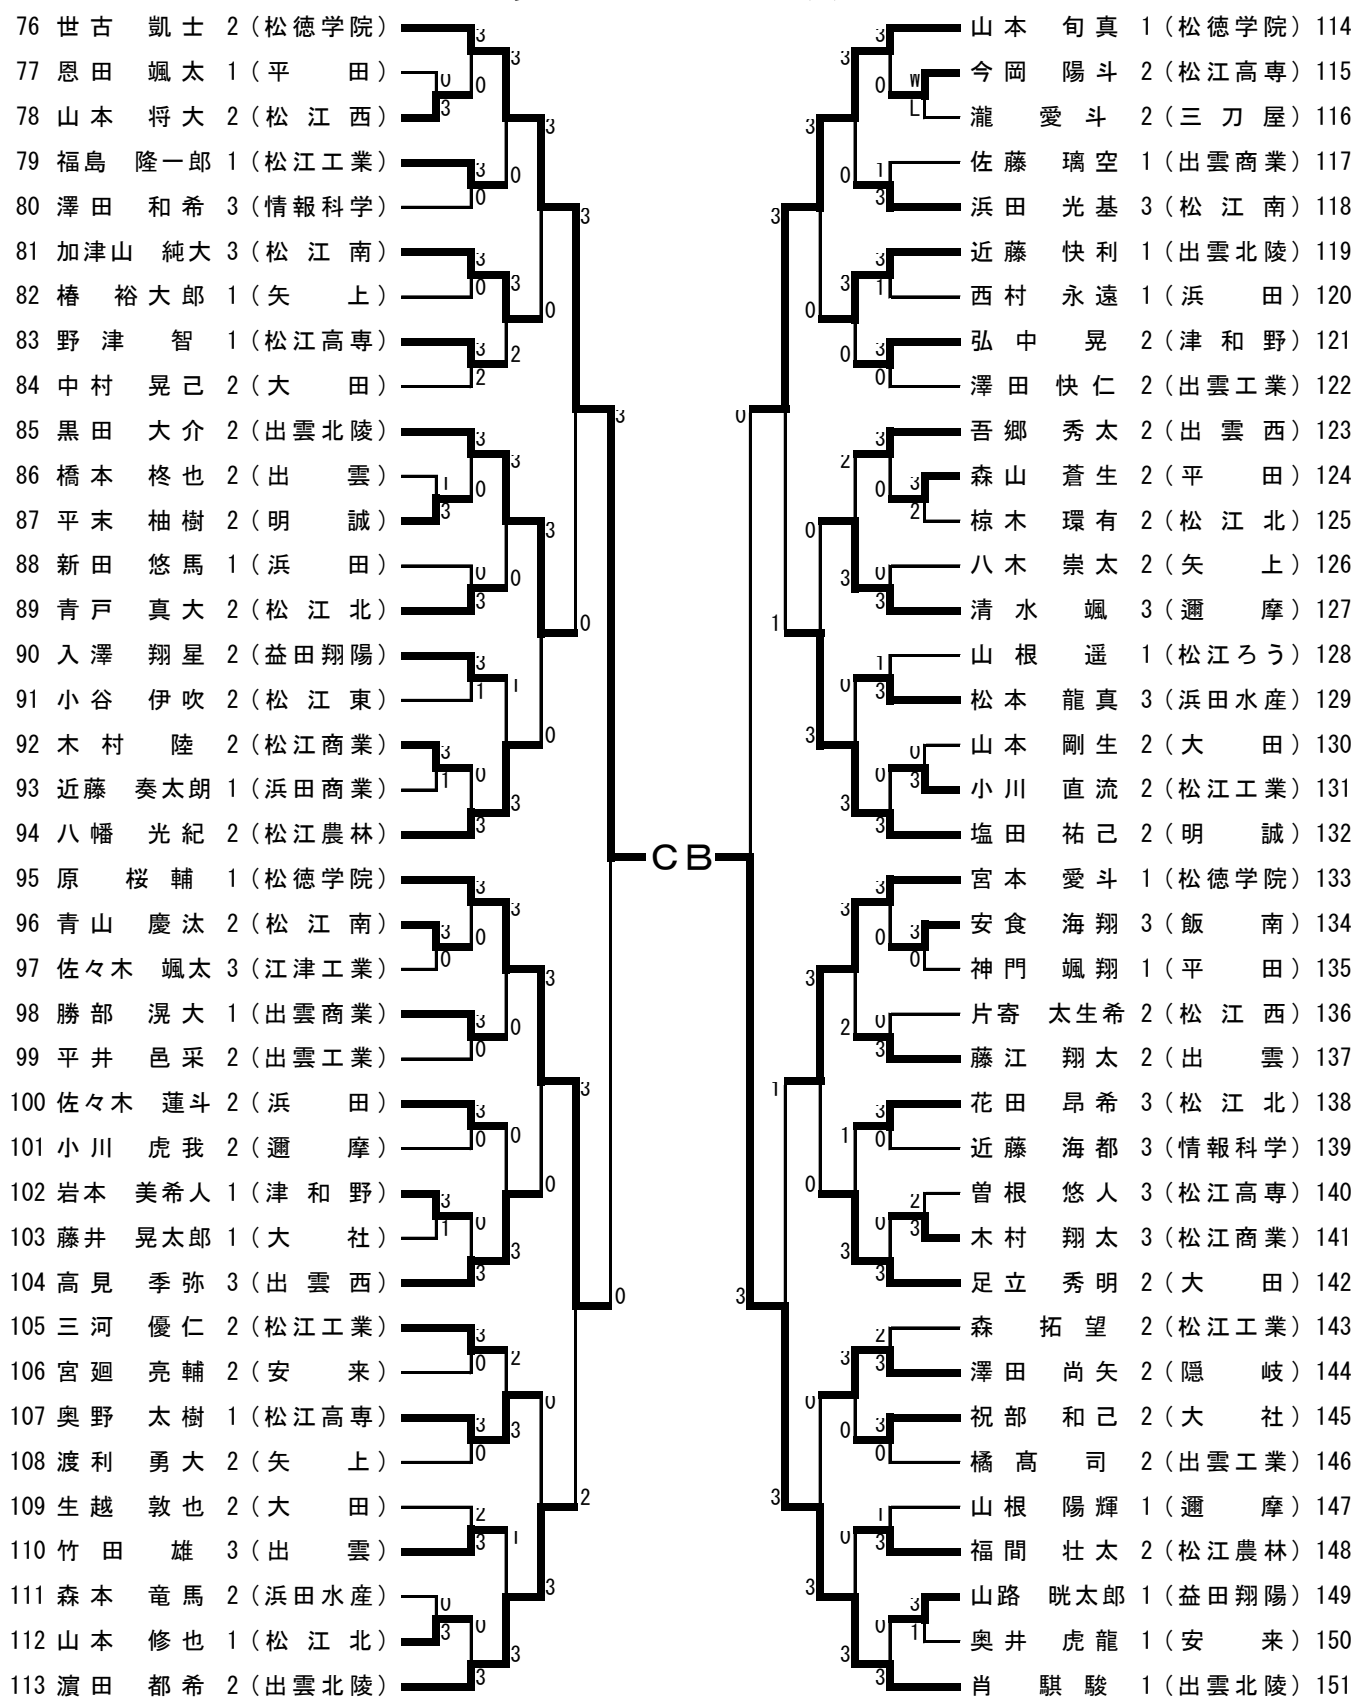 76 世古 凱士 2 (松徳学院)
77 恩田 颯太 1 (平田)
78 山本 将大 2 (松江西)
79 福島 隆一郎 1 (松江工業)
80 澤田 和希 3 (情報科学)
81 加津山 純大 3 (松江南)
82 椿 裕大郎 1 (矢上)
83 野津 智 1 (松江高専)
84 中村 晃己 2 (大田)
85 黒田 大介 2 (出雲北陵)
86 橋本 柊也 2 (出雲)
87 平末 柚樹 2 (明誠)
88 新田 悠馬 1 (浜田)
89 青戸 真大 2 (松江北)
90 入澤 翔星 2 (益田翔陽)
91 小谷 伊吹 2 (松江東)
92 木村 陸 2 (松江商業)
93 近藤 奏太朗 1 (浜田商業)
94 八幡 光紀 2 (松江農林)
95 原 桜輔 1 (松徳学院)
96 青山 慶汰 2 (松江南)
97 佐々木 颯太 3 (江津工業)
98 勝部 滉大 1 (出雲商業)
99 平井 邑采 2 (出雲工業)
100 佐々木 蓮斗 2 (浜田)
101 小川 虎我 2 (邇摩)
102 岩本 美希人 1 (津和野)
103 藤井 晃太郎 1 (大社)
104 高見 季弥 3 (出雲西)
105 三河 優仁 2 (松江工業)
106 宮廻 亮輔 2 (安来)
107 奥野 太樹 1 (松江高専)
108 渡利 勇大 2 (矢上)
109 生越 敦也 2 (大田)
110 竹田 雄 3 (出雲)
111 森本 竜馬 2 (浜田水産)
112 山本 修也 1 (松江北)
113 濵田 都希 2 (出雲北陵)
CB
山本 旬真 1 (松徳学院) 114
今岡 陽斗 2 (松江高専) 115
瀧 愛斗 2 (三刀屋) 116
佐藤 璃空 1 (出雲商業) 117
浜田 光基 3 (松江南) 118
近藤 快利 1 (出雲北陵) 119
西村 永遠 1 (浜田) 120
弘中 晃 2 (津和野) 121
澤田 快仁 2 (出雲工業) 122
吾郷 秀太 2 (出雲西) 123
森山 蒼生 2 (平田) 124
椋木 環有 2 (松江北) 125
八木 崇太 2 (矢上) 126
清水 颯 3 (邇摩) 127
山根 遥 1 (松江ろう) 128
松本 龍真 3 (浜田水産) 129
山本 剛生 2 (大田) 130
小川 直流 2 (松江工業) 131
塩田 祐己 2 (明誠) 132
宮本 愛斗 1 (松徳学院) 133
安食 海翔 3 (飯南) 134
神門 颯翔 1 (平田) 135
片寄 太生希 2 (松江西) 136
藤江 翔太 2 (出雲) 137
花田 昂希 3 (松江北) 138
近藤 海都 3 (情報科学) 139
曽根 悠人 3 (松江高専) 140
木村 翔太 3 (松江商業) 141
足立 秀明 2 (大田) 142
森 拓望 2 (松江工業) 143
澤田 尚矢 2 (隠岐) 144
祝部 和己 2 (大社) 145
橘髙 司 2 (出雲工業) 146
山根 陽輝 1 (邇摩) 147
福間 壮太 2 (松江農林) 148
山路 晄太郎 1 (益田翔陽) 149
奥井 虎龍 1 (安来) 150
肖 騏駿 1 (出雲北陵) 151